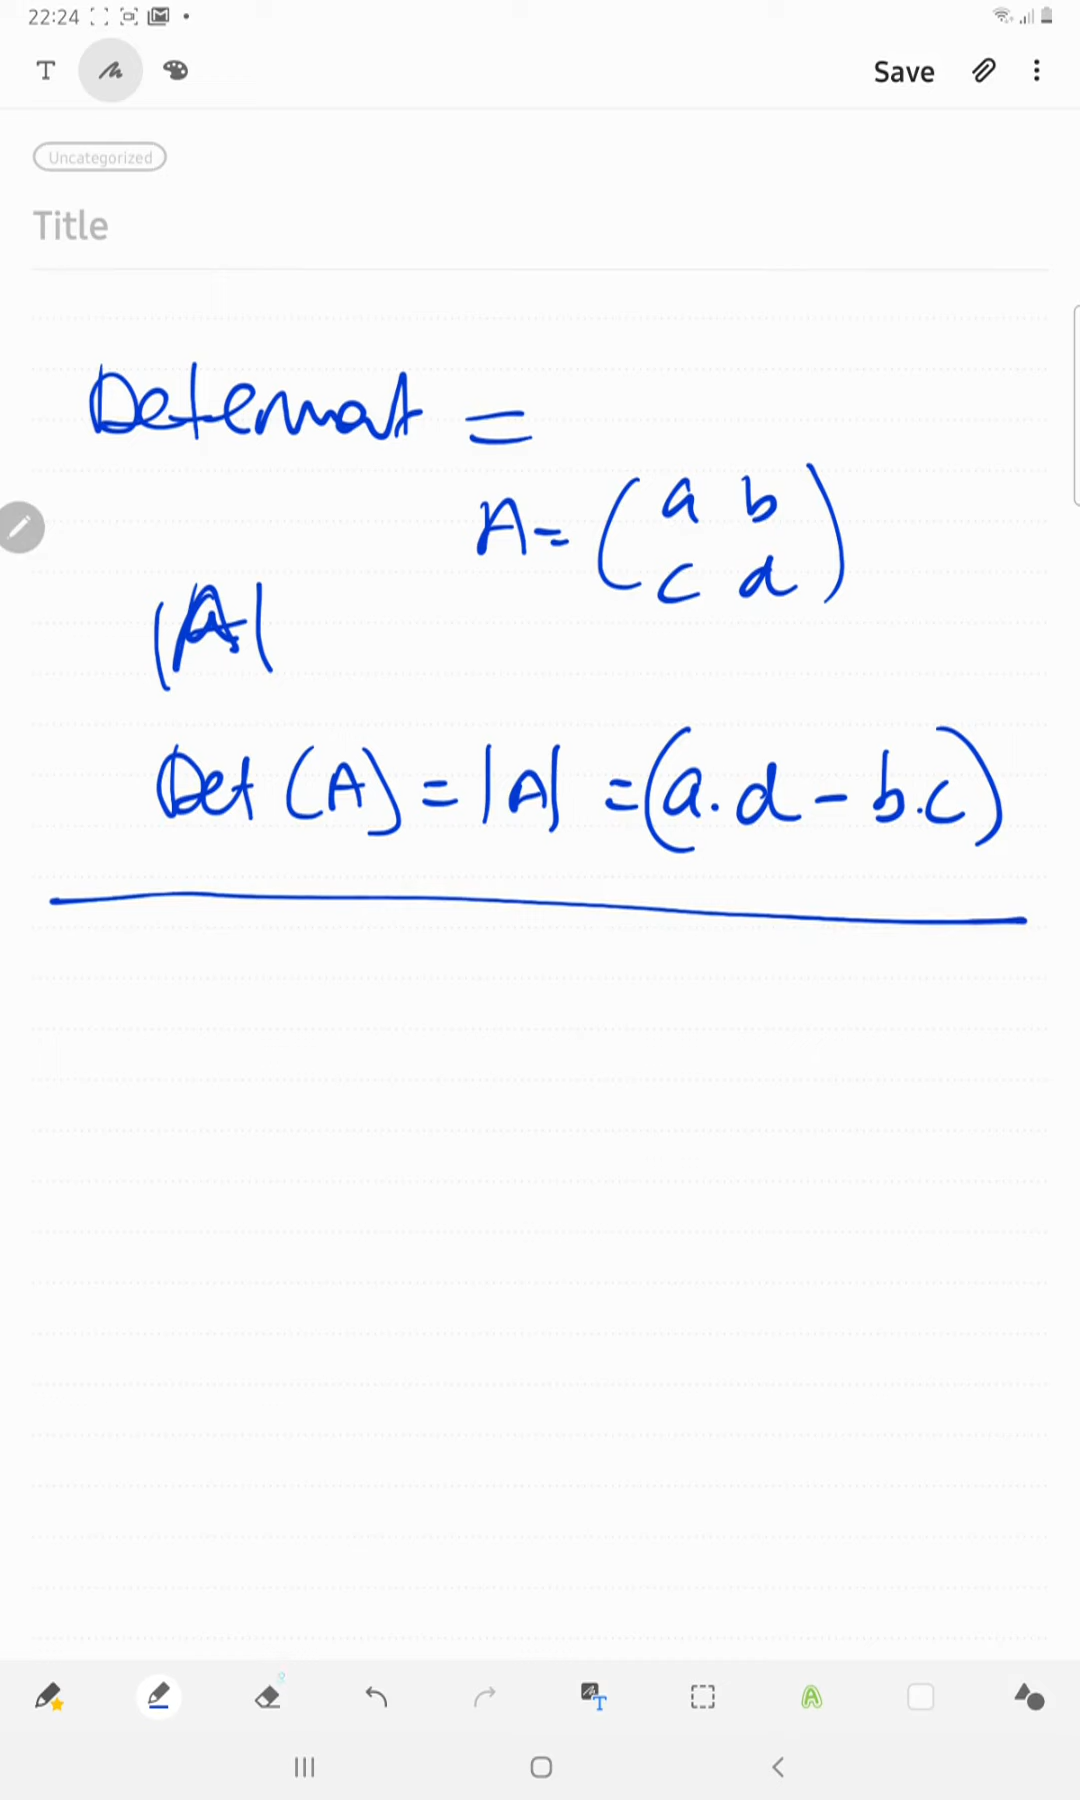 22:24
T
Save
Uncategorized
Title
Determat =
A = ( a b
c d )
|A|
Det (A) = |A| = (a.d - b.c)
T
A